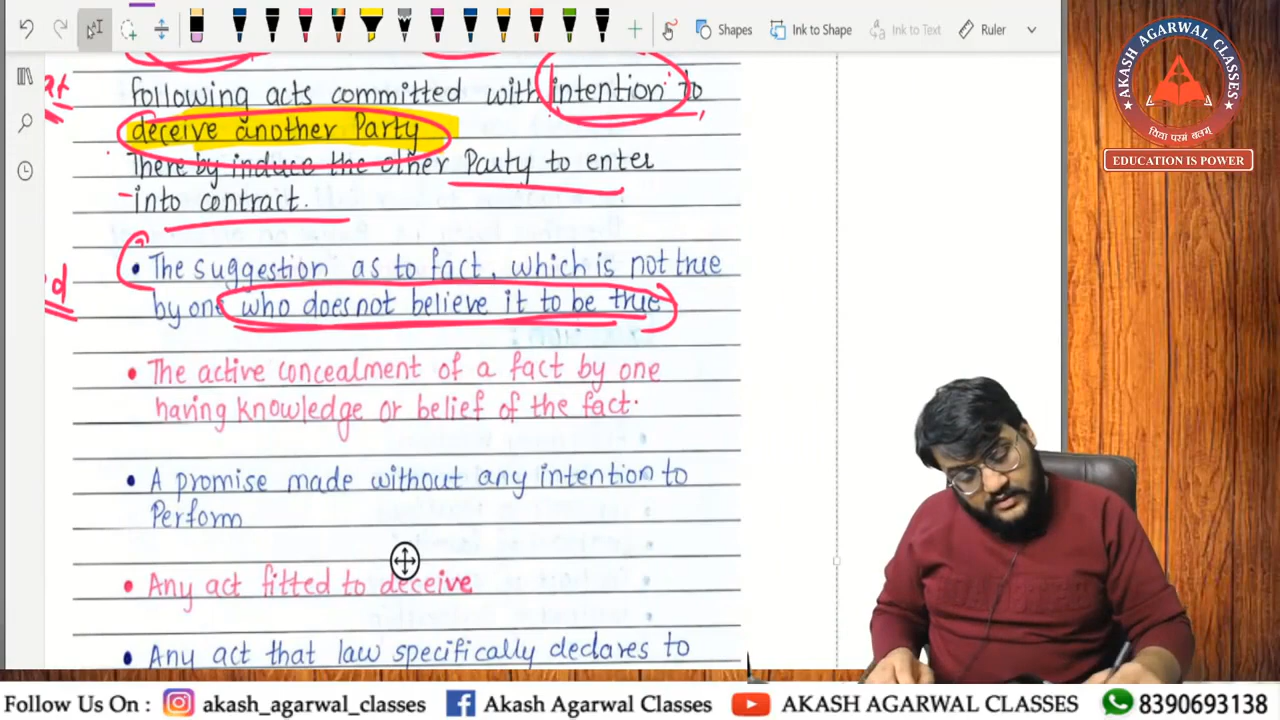 Shapes
Ink to Shape
Ink to Text
Ruler
following acts committed with intention to
deceive another Party
There by induce the other Party to enter
into contract.
• The suggestion as to fact, which is not true
by one who does not believe it to be true
• The active concealment of a fact by one
having knowledge or belief of the fact.
• A promise made without any intention to
Perform
• Any act fitted to deceive
• Any act that law specifically declares to
AKASH AGARWAL CLASSES
विद्या परमं बलम्
EDUCATION IS POWER
Follow Us On : akash_agarwal_classes Akash Agarwal Classes AKASH AGARWAL CLASSES 8390693138